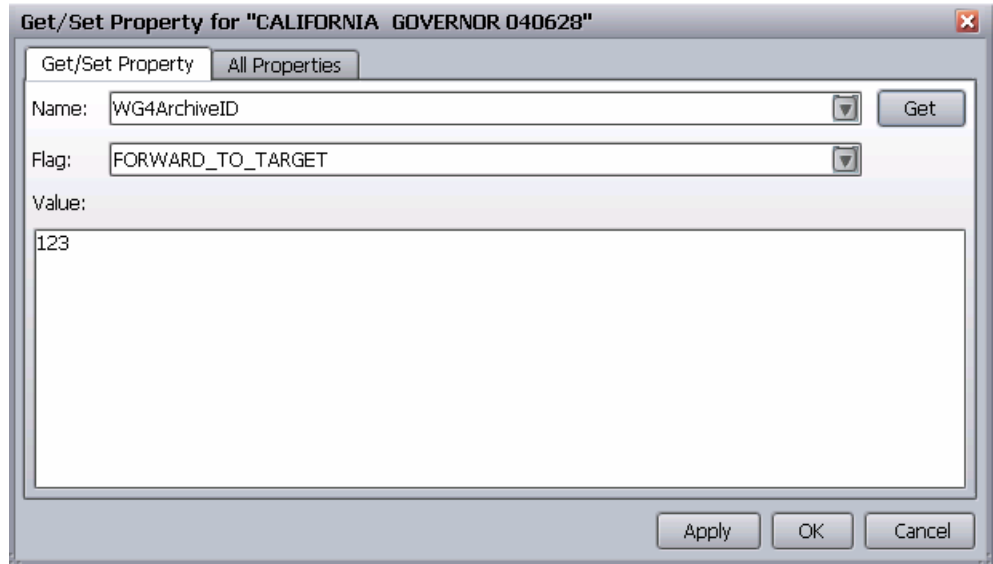 Get/Set Property for "CALIFORNIA  GOVERNOR 040628"
Get/Set Property All Properties
Name: WG4ArchiveID Get
Flag: FORWARD_TO_TARGET
Value:
123
Apply OK Cancel